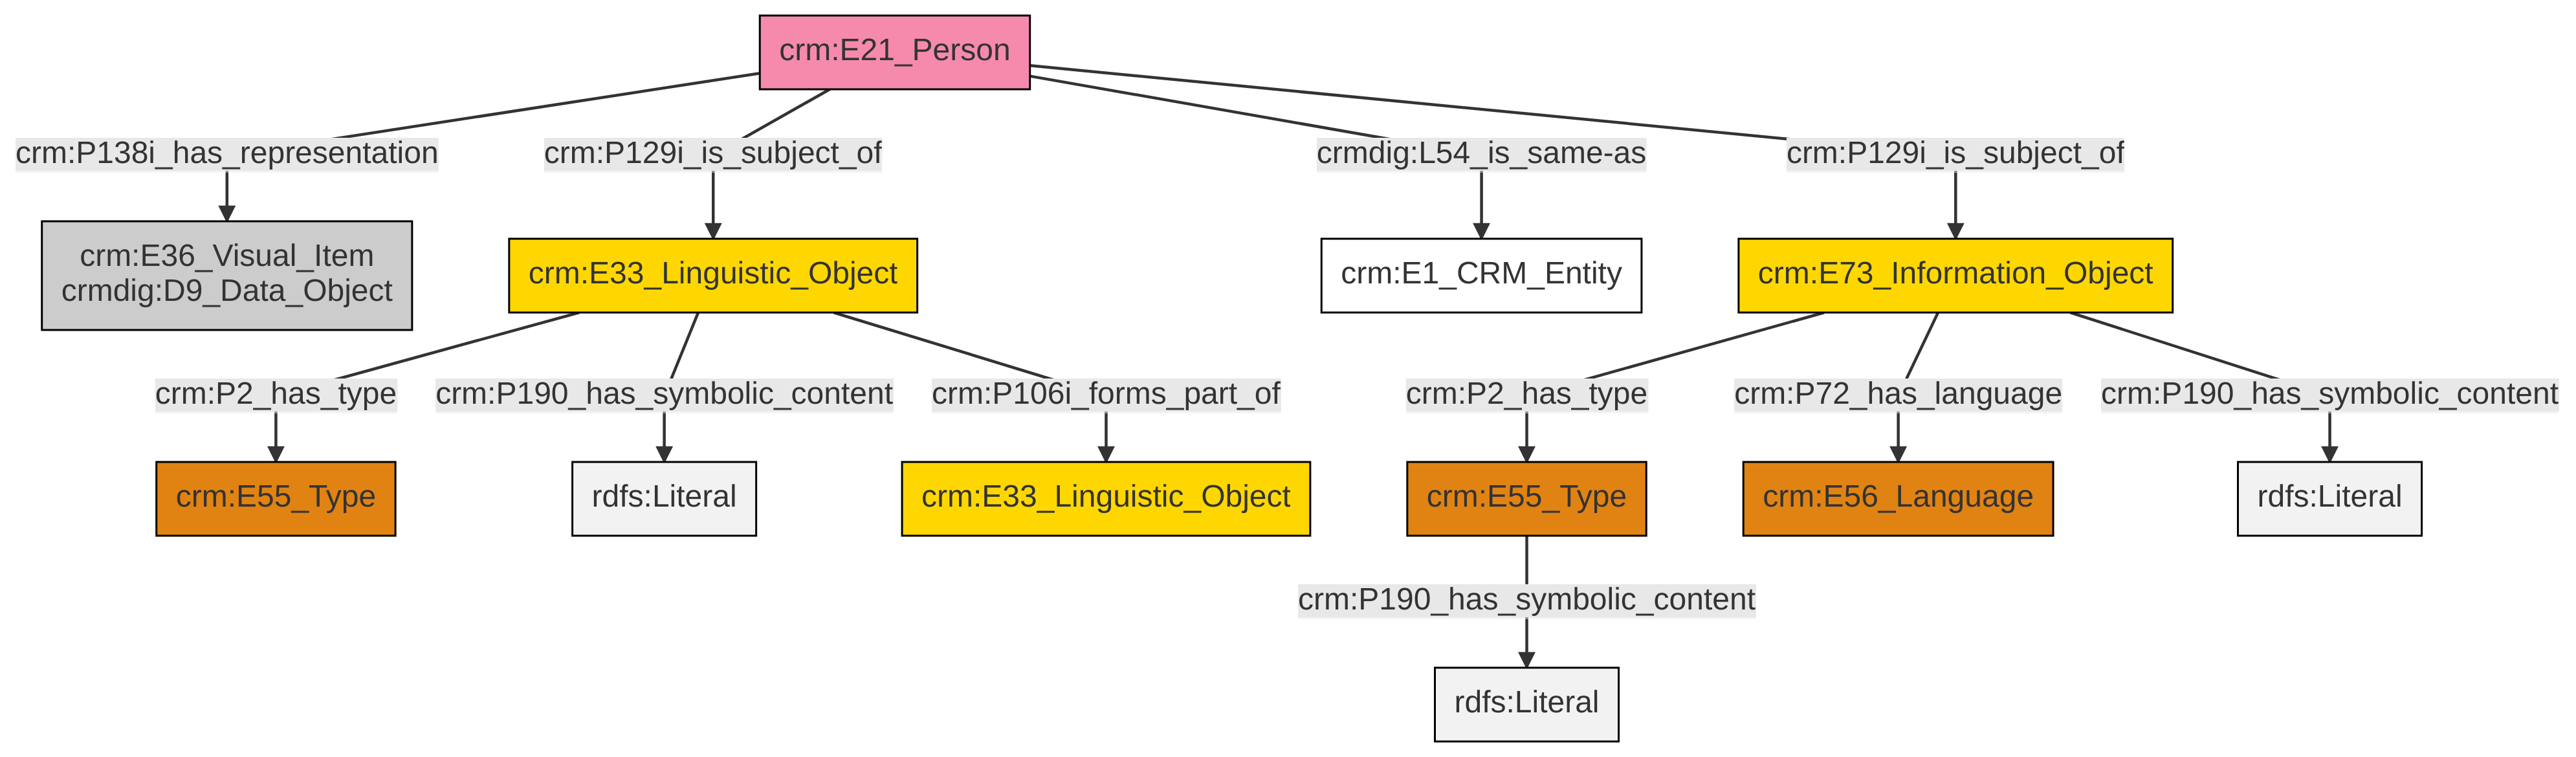 crm:E21_Person
crm:P138i_has_representation
crm:P129i_is_subject_of
crmdig:L54_is_same-as
crm:P129i_is_subject_of
crm:E36_Visual_Item
crmdig:D9_Data_Object
crm:E33_Linguistic_Object
crm:E1_CRM_Entity
crm:E73_Information_Object
crm:P2_has_type
crm:P190_has_symbolic_content
crm:P106i_forms_part_of
crm:P2_has_type
crm:P72_has_language
crm:P190_has_symbolic_content
crm:E55_Type
rdfs:Literal
crm:E33_Linguistic_Object
crm:E55_Type
crm:E56_Language
rdfs:Literal
crm:P190_has_symbolic_content
rdfs:Literal